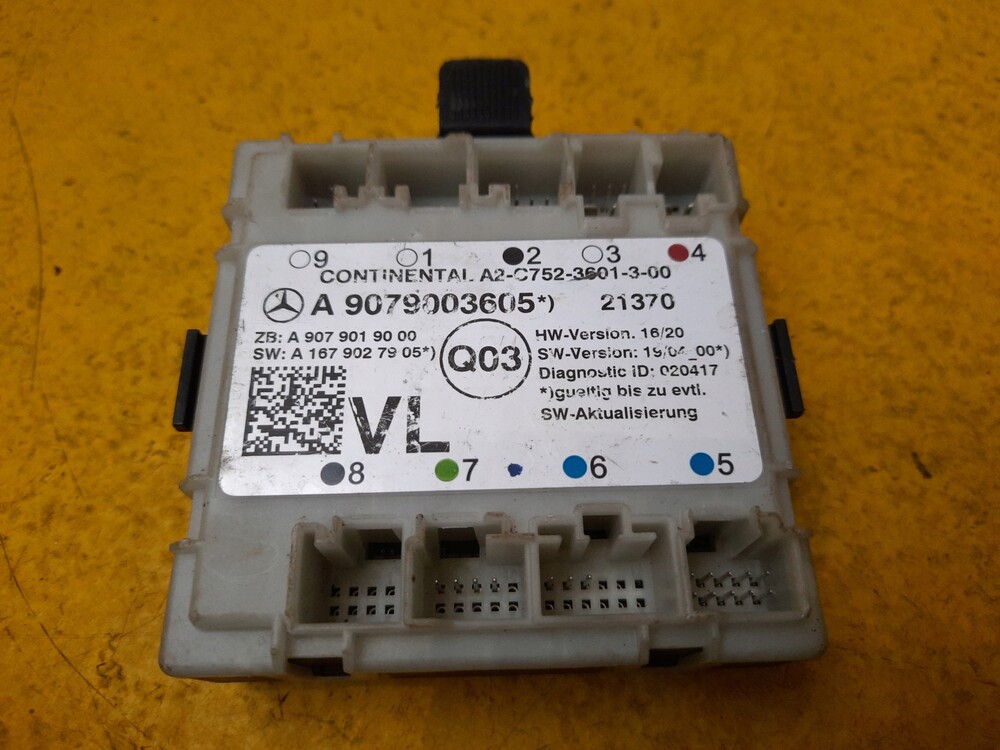 9 1 2 3 4
CONTINENTAL A2-C752-3601-3-00
A 9079003605*) 21370
ZB: A 907 901 90 00
SW: A 167 902 79 05*)
Q03
HW-Version: 16/20
SW-Version: 19/04_00*)
Diagnostic ID: 020417
*)gueltig bis zu evtl.
SW-Aktualisierung
VL
8 7 6 5